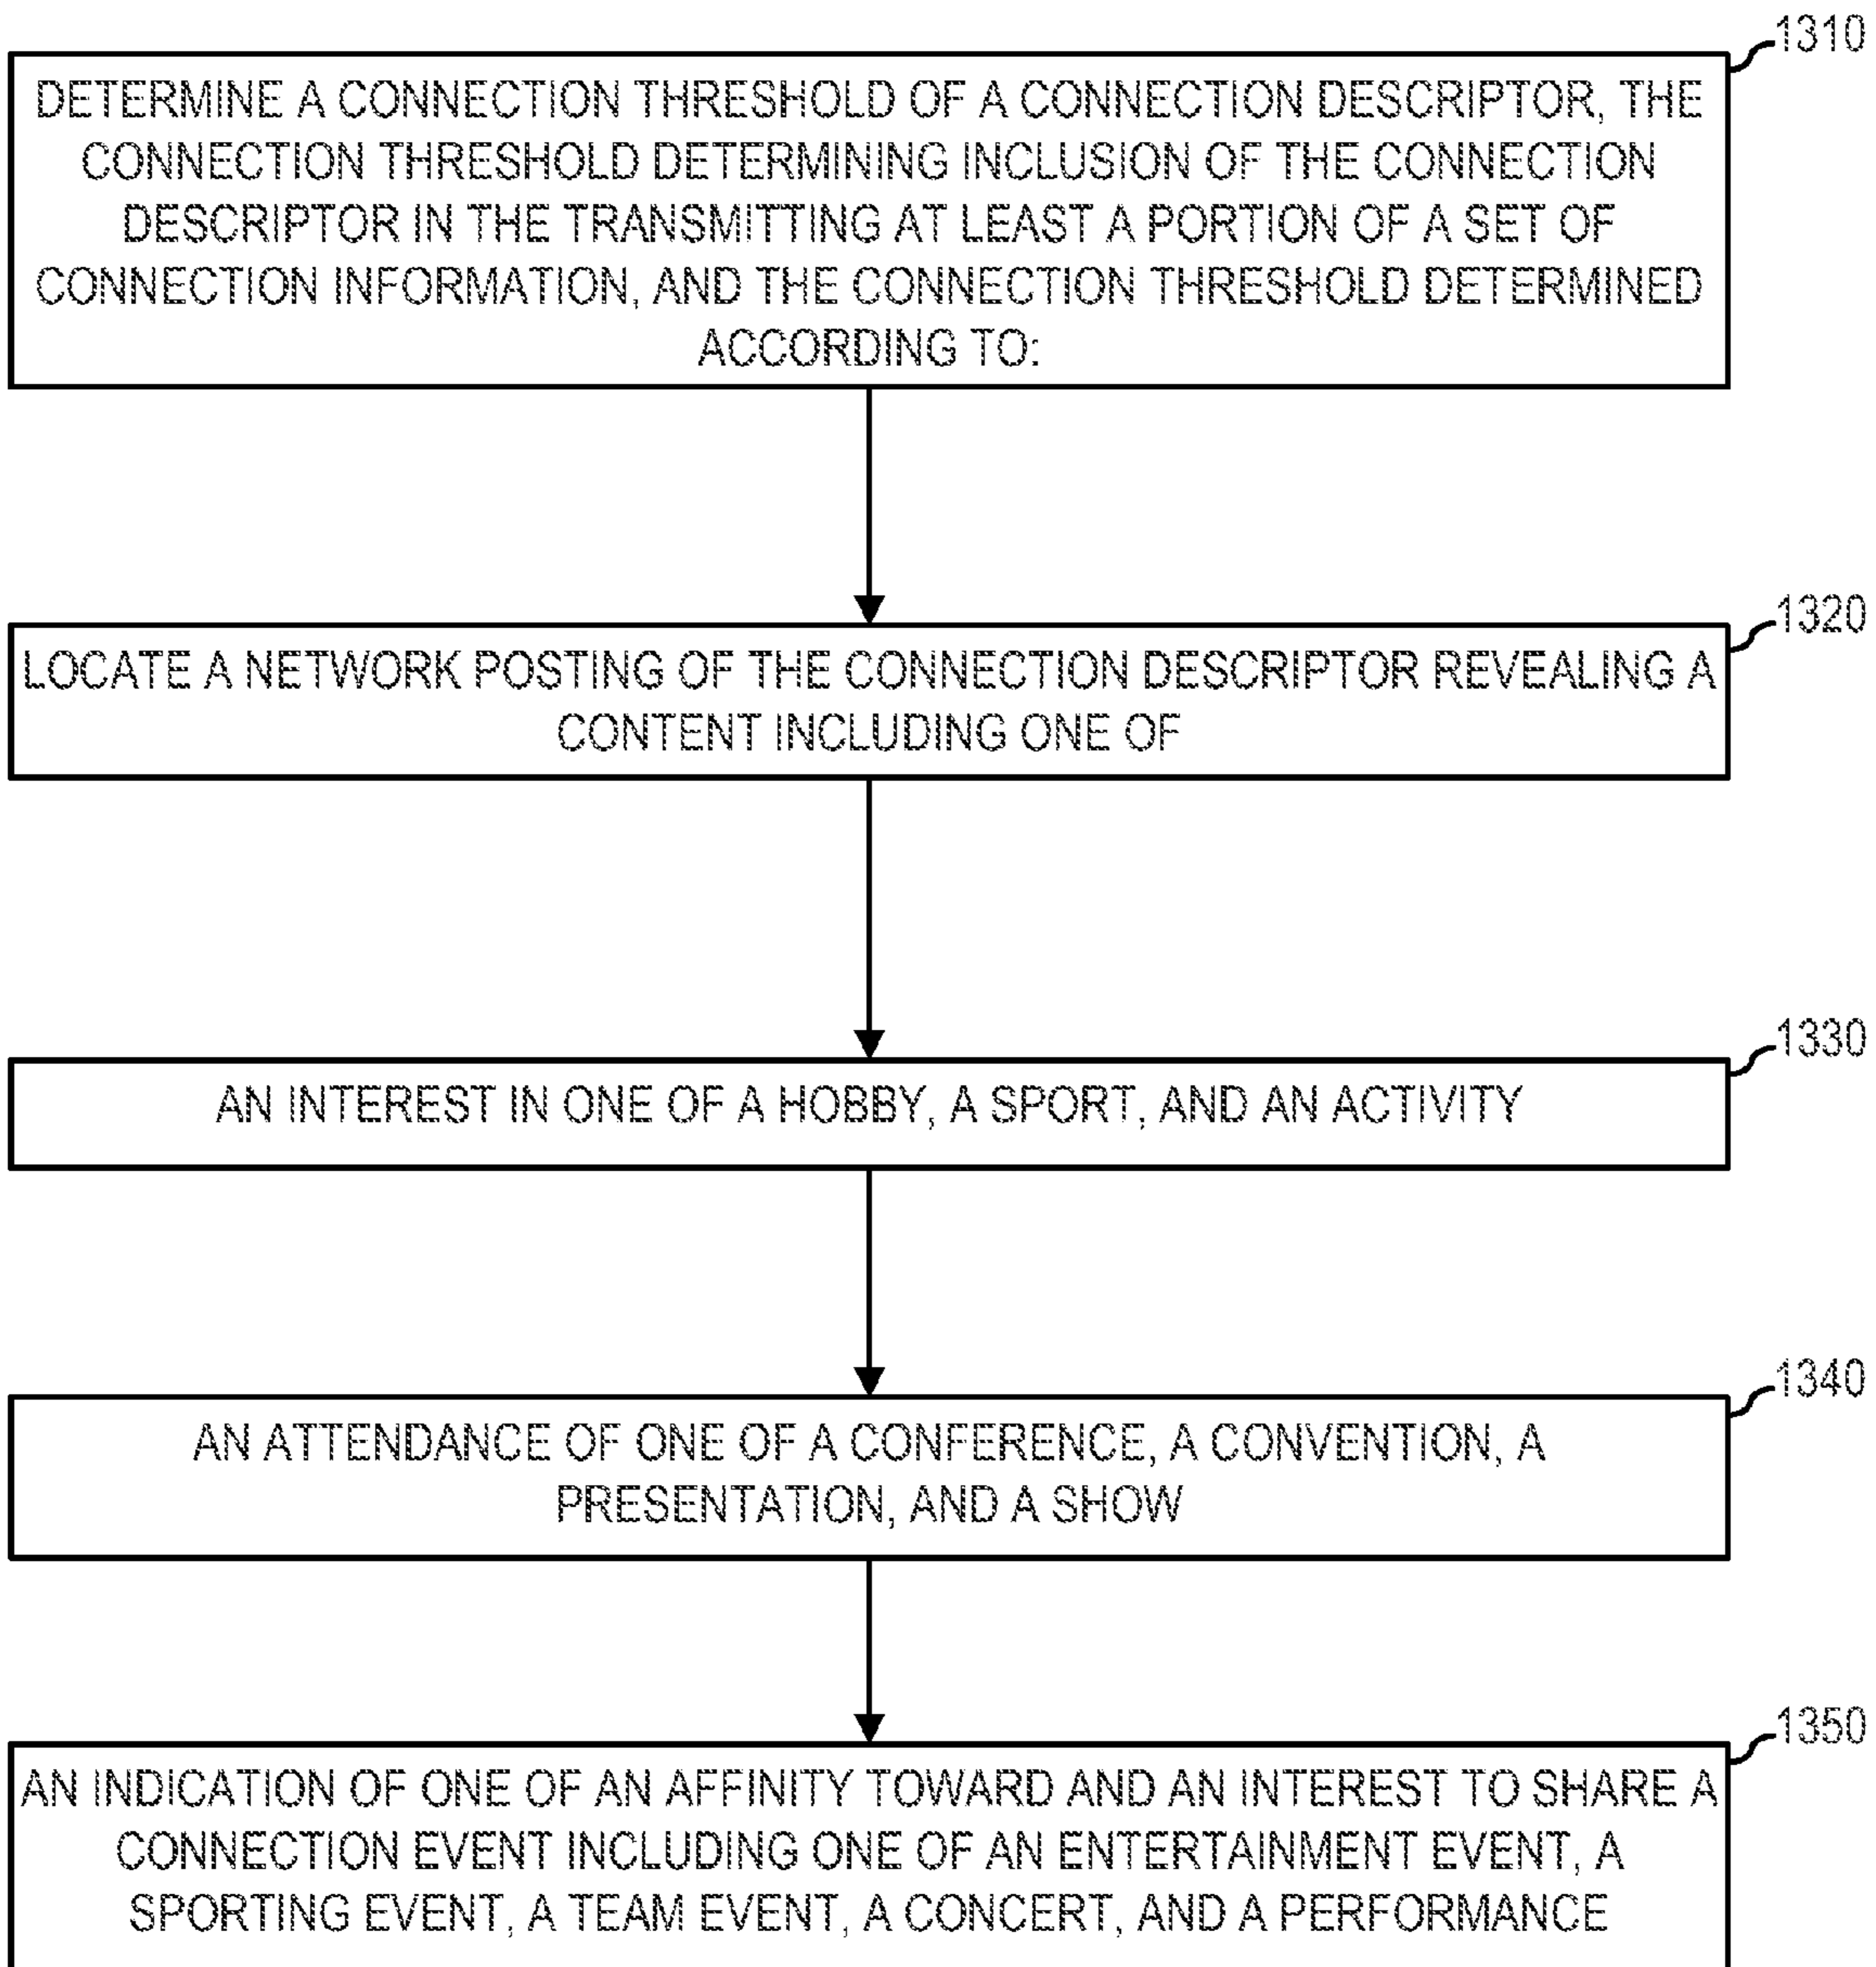 1310
DETERMINE A CONNECTION THRESHOLD OF A CONNECTION DESCRIPTOR, THE
CONNECTION THRESHOLD DETERMINING INCLUSION OF THE CONNECTION
DESCRIPTOR IN THE TRANSMITTING AT LEAST A PORTION OF A SET OF
CONNECTION INFORMATION, AND THE CONNECTION THRESHOLD DETERMINED
ACCORDING TO:
1320
LOCATE A NETWORK POSTING OF THE CONNECTION DESCRIPTOR REVEALING A
CONTENT INCLUDING ONE OF
1330
AN INTEREST IN ONE OF A HOBBY, A SPORT, AND AN ACTIVITY
1340
AN ATTENDANCE OF ONE OF A CONFERENCE, A CONVENTION, A
PRESENTATION, AND A SHOW
1350
AN INDICATION OF ONE OF AN AFFINITY TOWARD AND AN INTEREST TO SHARE A
CONNECTION EVENT INCLUDING ONE OF AN ENTERTAINMENT EVENT, A
SPORTING EVENT, A TEAM EVENT, A CONCERT, AND A PERFORMANCE